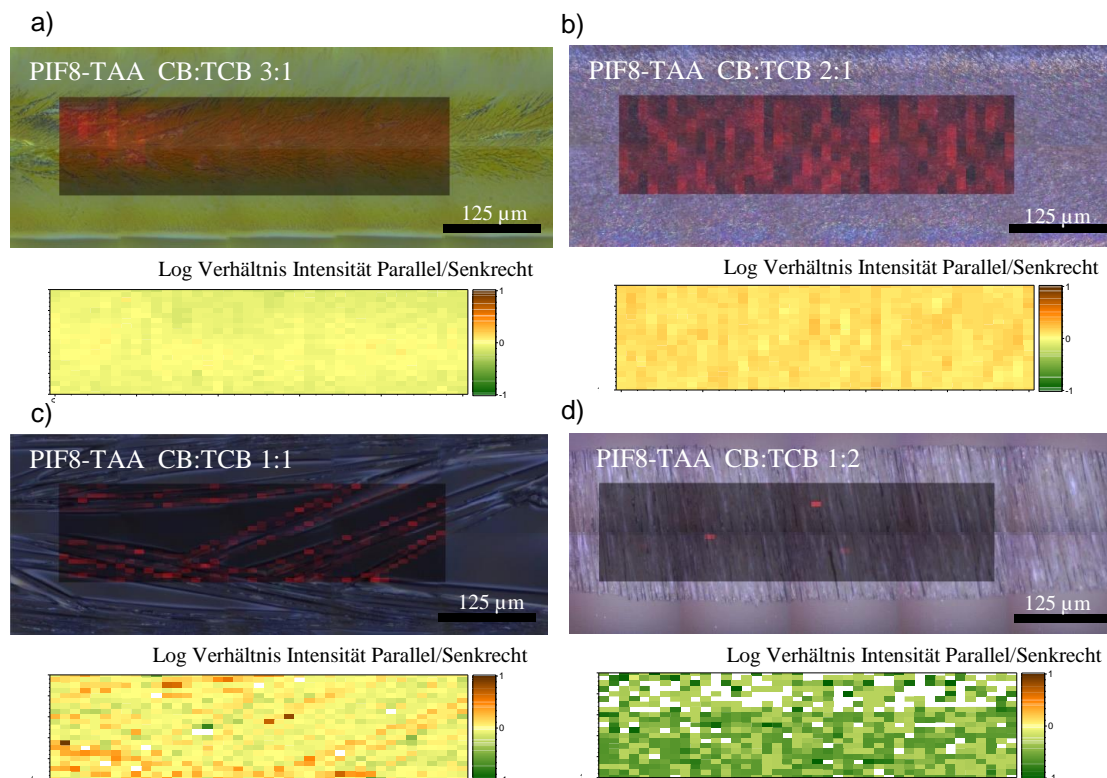 a)
PIF8-TAA CB:TCB 3:1
125 µm
Log Verhältnis Intensität Parallel/Senkrecht
1
0
-1
b)
PIF8-TAA CB:TCB 2:1
125 µm
Log Verhältnis Intensität Parallel/Senkrecht
1
0
-1
c)
PIF8-TAA CB:TCB 1:1
125 µm
Log Verhältnis Intensität Parallel/Senkrecht
1
0
-1
d)
PIF8-TAA CB:TCB 1:2
125 µm
Log Verhältnis Intensität Parallel/Senkrecht
1
0
-1